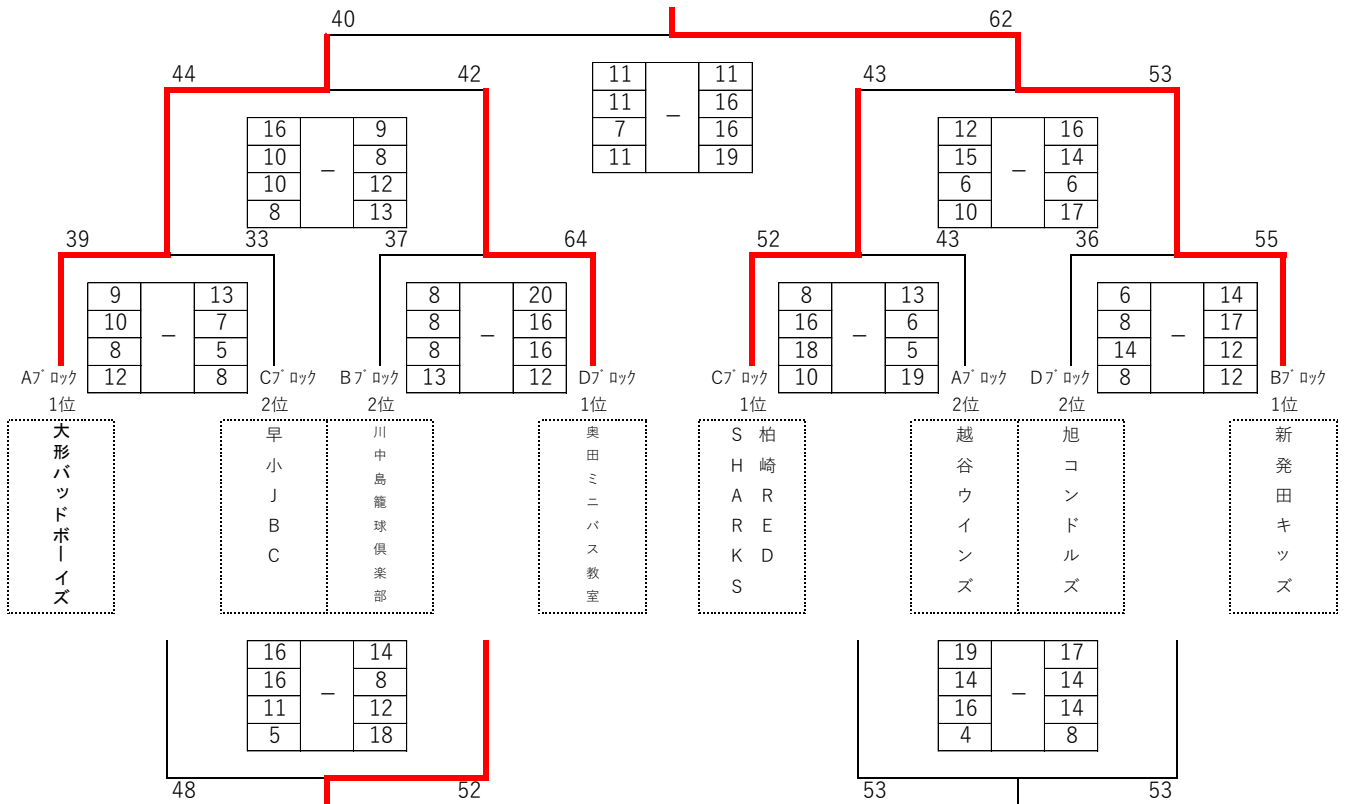 40 62
44 42 43 53
11 － 11
11 16
7 16
11 19
16 － 9
10 8
10 12
8 13
12 － 16
15 14
6 6
10 17
39 33 37 64 52 43 36 55
9 － 13
10 7
8 5
12 8
8 － 20
8 16
8 16
13 12
8 － 13
16 6
18 5
10 19
6 － 14
8 17
14 12
8 12
Aﾌﾞﾛｯｸ Cﾌﾞﾛｯｸ Bﾌﾞﾛｯｸ Dﾌﾞﾛｯｸ Cﾌﾞﾛｯｸ Aﾌﾞﾛｯｸ Dﾌﾞﾛｯｸ Bﾌﾞﾛｯｸ
1位 2位 2位 1位 1位 2位 2位 1位
大形バッドボーイズ
早小JBC
川中島籠球倶楽部
奥田ミニバス教室
柏崎RED
SHARKS
越谷ウインズ
旭コンドルズ
新発田キッズ
16 － 14
16 8
11 12
5 18
19 － 17
14 14
16 14
4 8
48 52 53 53